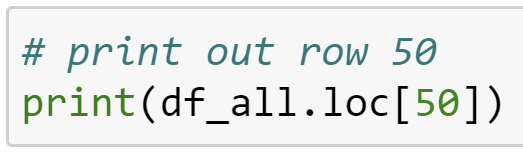 # print out row 50
print(df_all.loc[50])